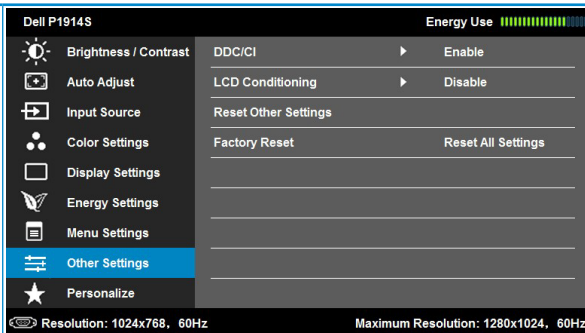 Dell P1914S Energy Use
Brightness / Contrast DDC/CI Enable
Auto Adjust LCD Conditioning Disable
Input Source Reset Other Settings
Color Settings Factory Reset Reset All Settings
Display Settings
Energy Settings
Menu Settings
Other Settings
Personalize
Resolution: 1024x768, 60Hz Maximum Resolution: 1280x1024, 60Hz